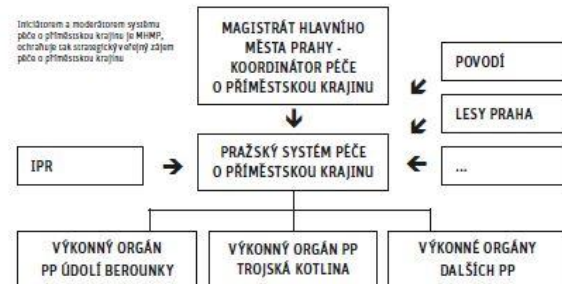 Iniciátorem a moderátorem systému
péče o příměstskou krajinu je MHMP,
ochraňuje tak strategický veřejný zájem
péče o příměstskou krajinu
MAGISTRÁT HLAVNÍHO
MĚSTA PRAHY -
KOORDINÁTOR PÉČE
O PŘÍMĚSTSKOU KRAJINU
POVODÍ
LESY PRAHA
...
IPR
PRAŽSKÝ SYSTÉM PÉČE
O PŘÍMĚSTSKOU KRAJINU
VÝKONNÝ ORGÁN
PP ÚDOLÍ BEROUNKY
VÝKONNÝ ORGÁN PP
TROJSKÁ KOTLINA
VÝKONNÉ ORGÁNY
DALŠÍCH PP